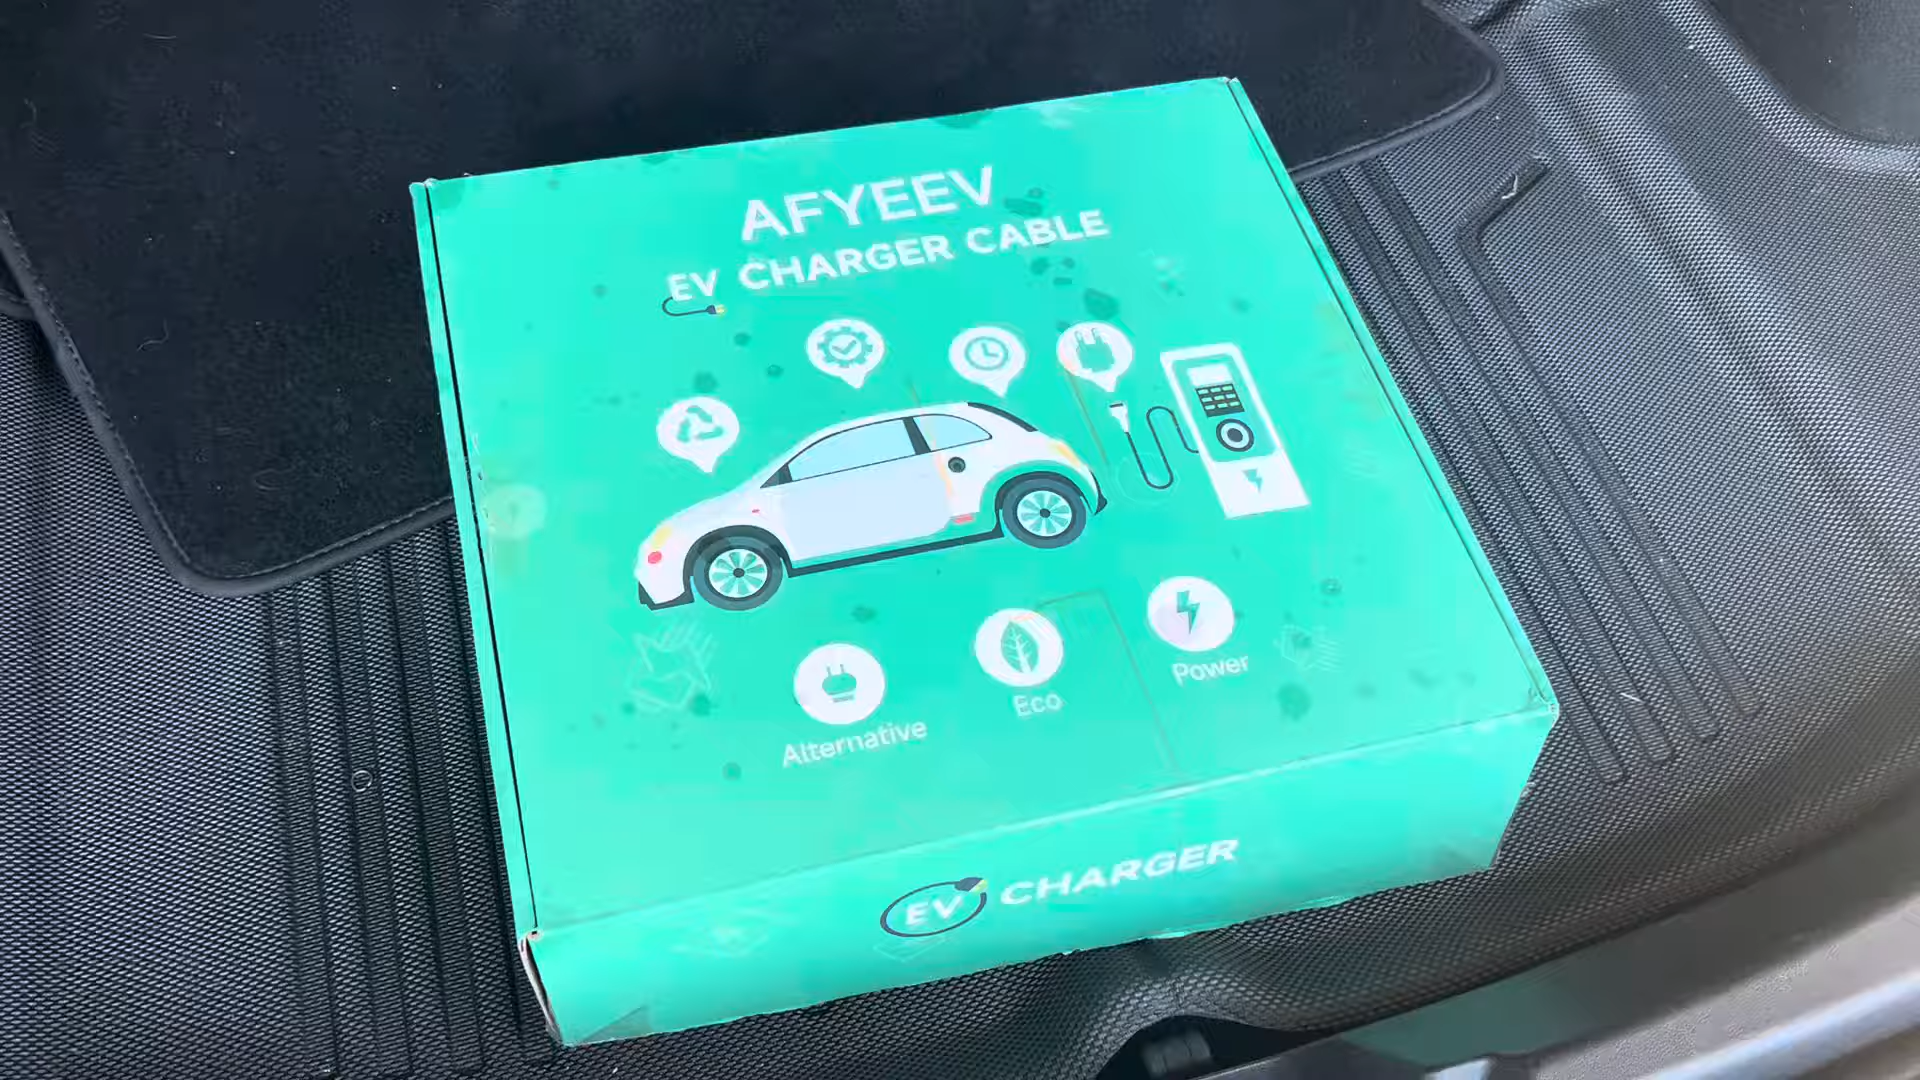 AFYEEV
EV CHARGER CABLE
Alternative
Eco
Power
EV CHARGER